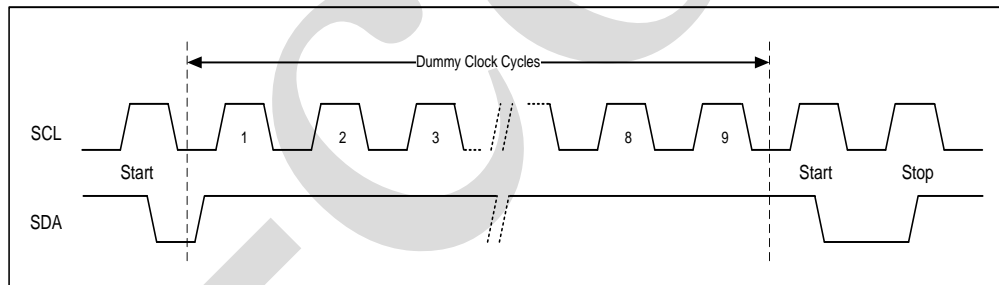 Dummy Clock Cycles
SCL
1 2 3 8 9
Start Start Stop
SDA